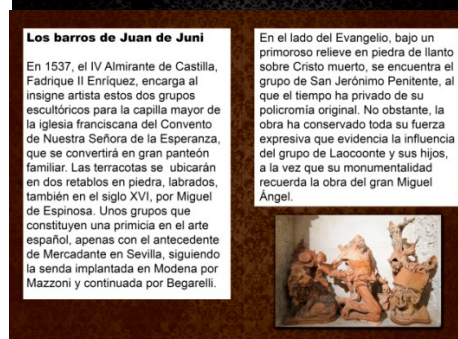 Los barros de Juan de Juni
En 1537, el IV Almirante de Castilla,
Fadrique II Enríquez, encarga al
insigne artista estos dos grupos
escultóricos para la capilla mayor de
la iglesia franciscana del Convento
de Nuestra Señora de la Esperanza,
que se convertirá en gran panteón
familiar. Las terracotas se ubicarán
en dos retablos en piedra, labrados,
también en el siglo XVI, por Miguel
de Espinosa. Unos grupos que
constituyen una primicia en el arte
español, apenas con el antecedente
de Mercadante en Sevilla, siguiendo
la senda implantada en Modena por
Mazzoni y continuada por Begarelli.
En el lado del Evangelio, bajo un
primoroso relieve en piedra de llanto
sobre Cristo muerto, se encuentra el
grupo de San Jerónimo Penitente, al
que el tiempo ha privado de su
policromía original. No obstante, la
obra ha conservado toda su fuerza
expresiva que evidencia la influencia
del grupo de Laocoonte y sus hijos,
a la vez que su monumentalidad
recuerda la obra del gran Miguel
Ángel.